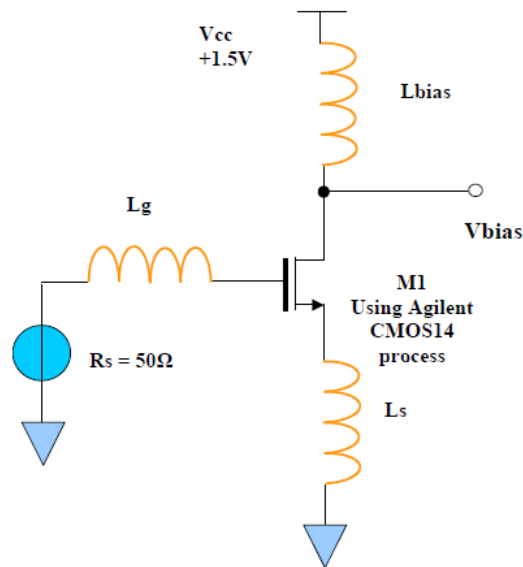 Vcc
+1.5V
Lbias
Lg
Vbias
M1
Using Agilent
CMOS14
process
Rs = 50Ω
Ls